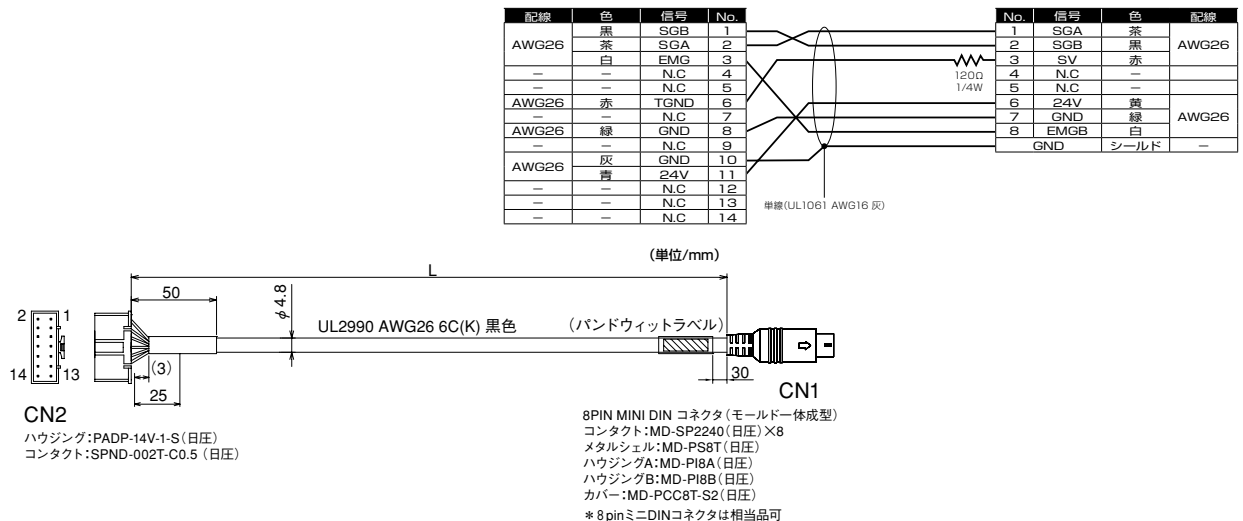 配線 色 信号 No.
AWG26 黒 SGB 1
茶 SGA 2
白 EMG 3
− − N.C 4
− − N.C 5
AWG26 赤 TGND 6
− − N.C 7
AWG26 緑 GND 8
− − N.C 9
AWG26 灰 GND 10
青 24V 11
− − N.C 12
− − N.C 13
− − N.C 14
120Ω
1/4W
単線(UL1061 AWG16 灰)
No. 信号 色 配線
1 SGA 茶 AWG26
2 SGB 黒
3 SV 赤
4 N.C −
5 N.C −
6 24V 黄 AWG26
7 GND 緑
8 EMGB 白
GND シールド −
(単位/mm)
L
50
φ4.8
UL2990 AWG26 6C(K) 黒色
(パンドウィットラベル)
2 1
14 13
(3)
25
30
CN2
ハウジング:PADP-14V-1-S(日圧)
コンタクト:SPND-002T-C0.5 (日圧)
CN1
8PIN MINI DIN コネクタ(モールド一体成型)
コンタクト:MD-SP2240(日圧)×8
メタルシェル:MD-PS8T(日圧)
ハウジングA:MD-PI8A(日圧)
ハウジングB:MD-PI8B(日圧)
カバー:MD-PCC8T-S2(日圧)
*8pinミニDINコネクタは相当品可